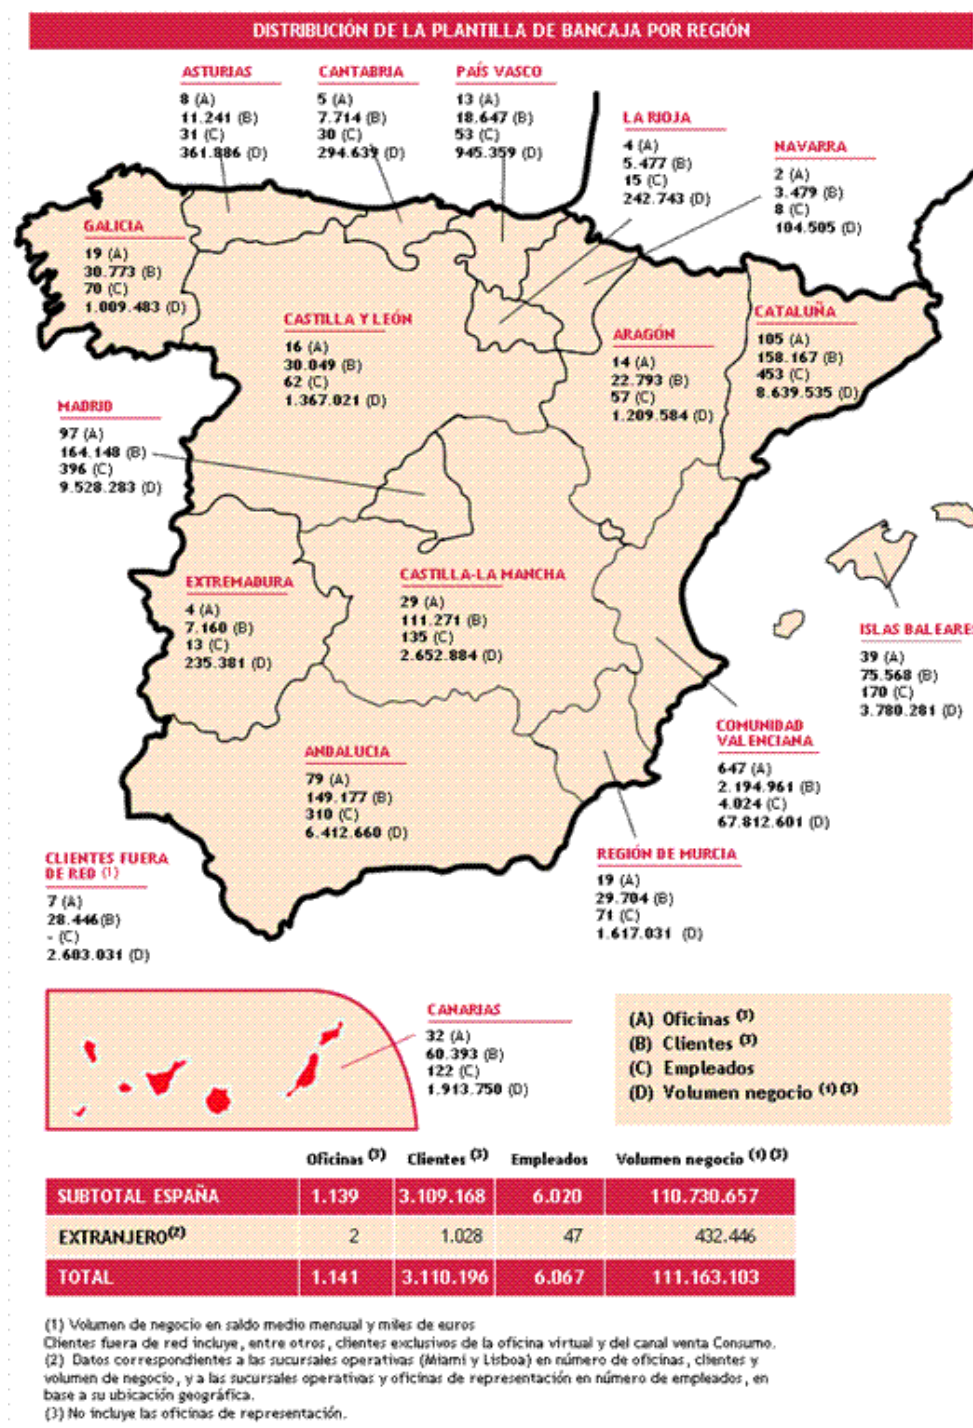 DISTRIBUCIÓN DE LA PLANTILLA DE BANCAJA POR REGIÓN
ASTURIAS
8 (A)
11.241 (B)
31 (C)
361.886 (D)
CANTABRIA
5 (A)
7.714 (B)
30 (C)
294.639 (D)
PAÍS VASCO
13 (A)
18.647 (B)
53 (C)
945.359 (D)
LA RIOJA
4 (A)
5.477 (B)
15 (C)
242.743 (D)
NAVARRA
2 (A)
3.479 (B)
8 (C)
104.505 (D)
GALICIA
19 (A)
30.773 (B)
70 (C)
1.009.483 (D)
CASTILLA Y LEÓN
16 (A)
30.049 (B)
62 (C)
1.367.021 (D)
ARAGÓN
14 (A)
22.793 (B)
57 (C)
1.209.584 (D)
CATALUÑA
105 (A)
158.167 (B)
453 (C)
8.639.535 (D)
MADRID
97 (A)
164.148 (B)
396 (C)
9.528.283 (D)
EXTREMADURA
4 (A)
7.160 (B)
13 (C)
235.381 (D)
CASTILLA-LA MANCHA
29 (A)
111.271 (B)
135 (C)
2.652.884 (D)
ISLAS BALEARES
39 (A)
75.568 (B)
170 (C)
3.780.281 (D)
COMUNIDAD
VALENCIANA
647 (A)
2.194.961 (B)
4.024 (C)
67.812.601 (D)
ANDALUCIA
79 (A)
149.177 (B)
310 (C)
6.412.660 (D)
REGIÓN DE MURCIA
19 (A)
29.704 (B)
71 (C)
1.617.031 (D)
CLIENTES FUERA
DE RED (1)
7 (A)
28.446(B)
- (C)
2.603.031 (D)
CANARIAS
32 (A)
60.393 (B)
122 (C)
1.913.750 (D)
(A) Oficinas (3)
(B) Clientes (3)
(C) Empleados
(D) Volumen negocio (1) (3)
Oficinas (3) Clientes (3) Empleados Volumen negocio (1) (3)
SUBTOTAL ESPAÑA 1.139 3.109.168 6.020 110.730.657
EXTRANJERO(2) 2 1.028 47 432.446
TOTAL 1.141 3.110.196 6.067 111.163.103
(1) Volumen de negocio en saldo medio mensual y miles de euros
Clientes fuera de red incluye, entre otros, clientes exclusivos de la oficina virtual y del canal venta Consumo.
(2) Datos correspondientes a las sucursales operativas (Miami y Lisboa) en número de oficinas, clientes y
volumen de negocio, y a las sucursales operativas y oficinas de representación en número de empleados, en
base a su ubicación geográfica.
(3) No incluye las oficinas de representación.